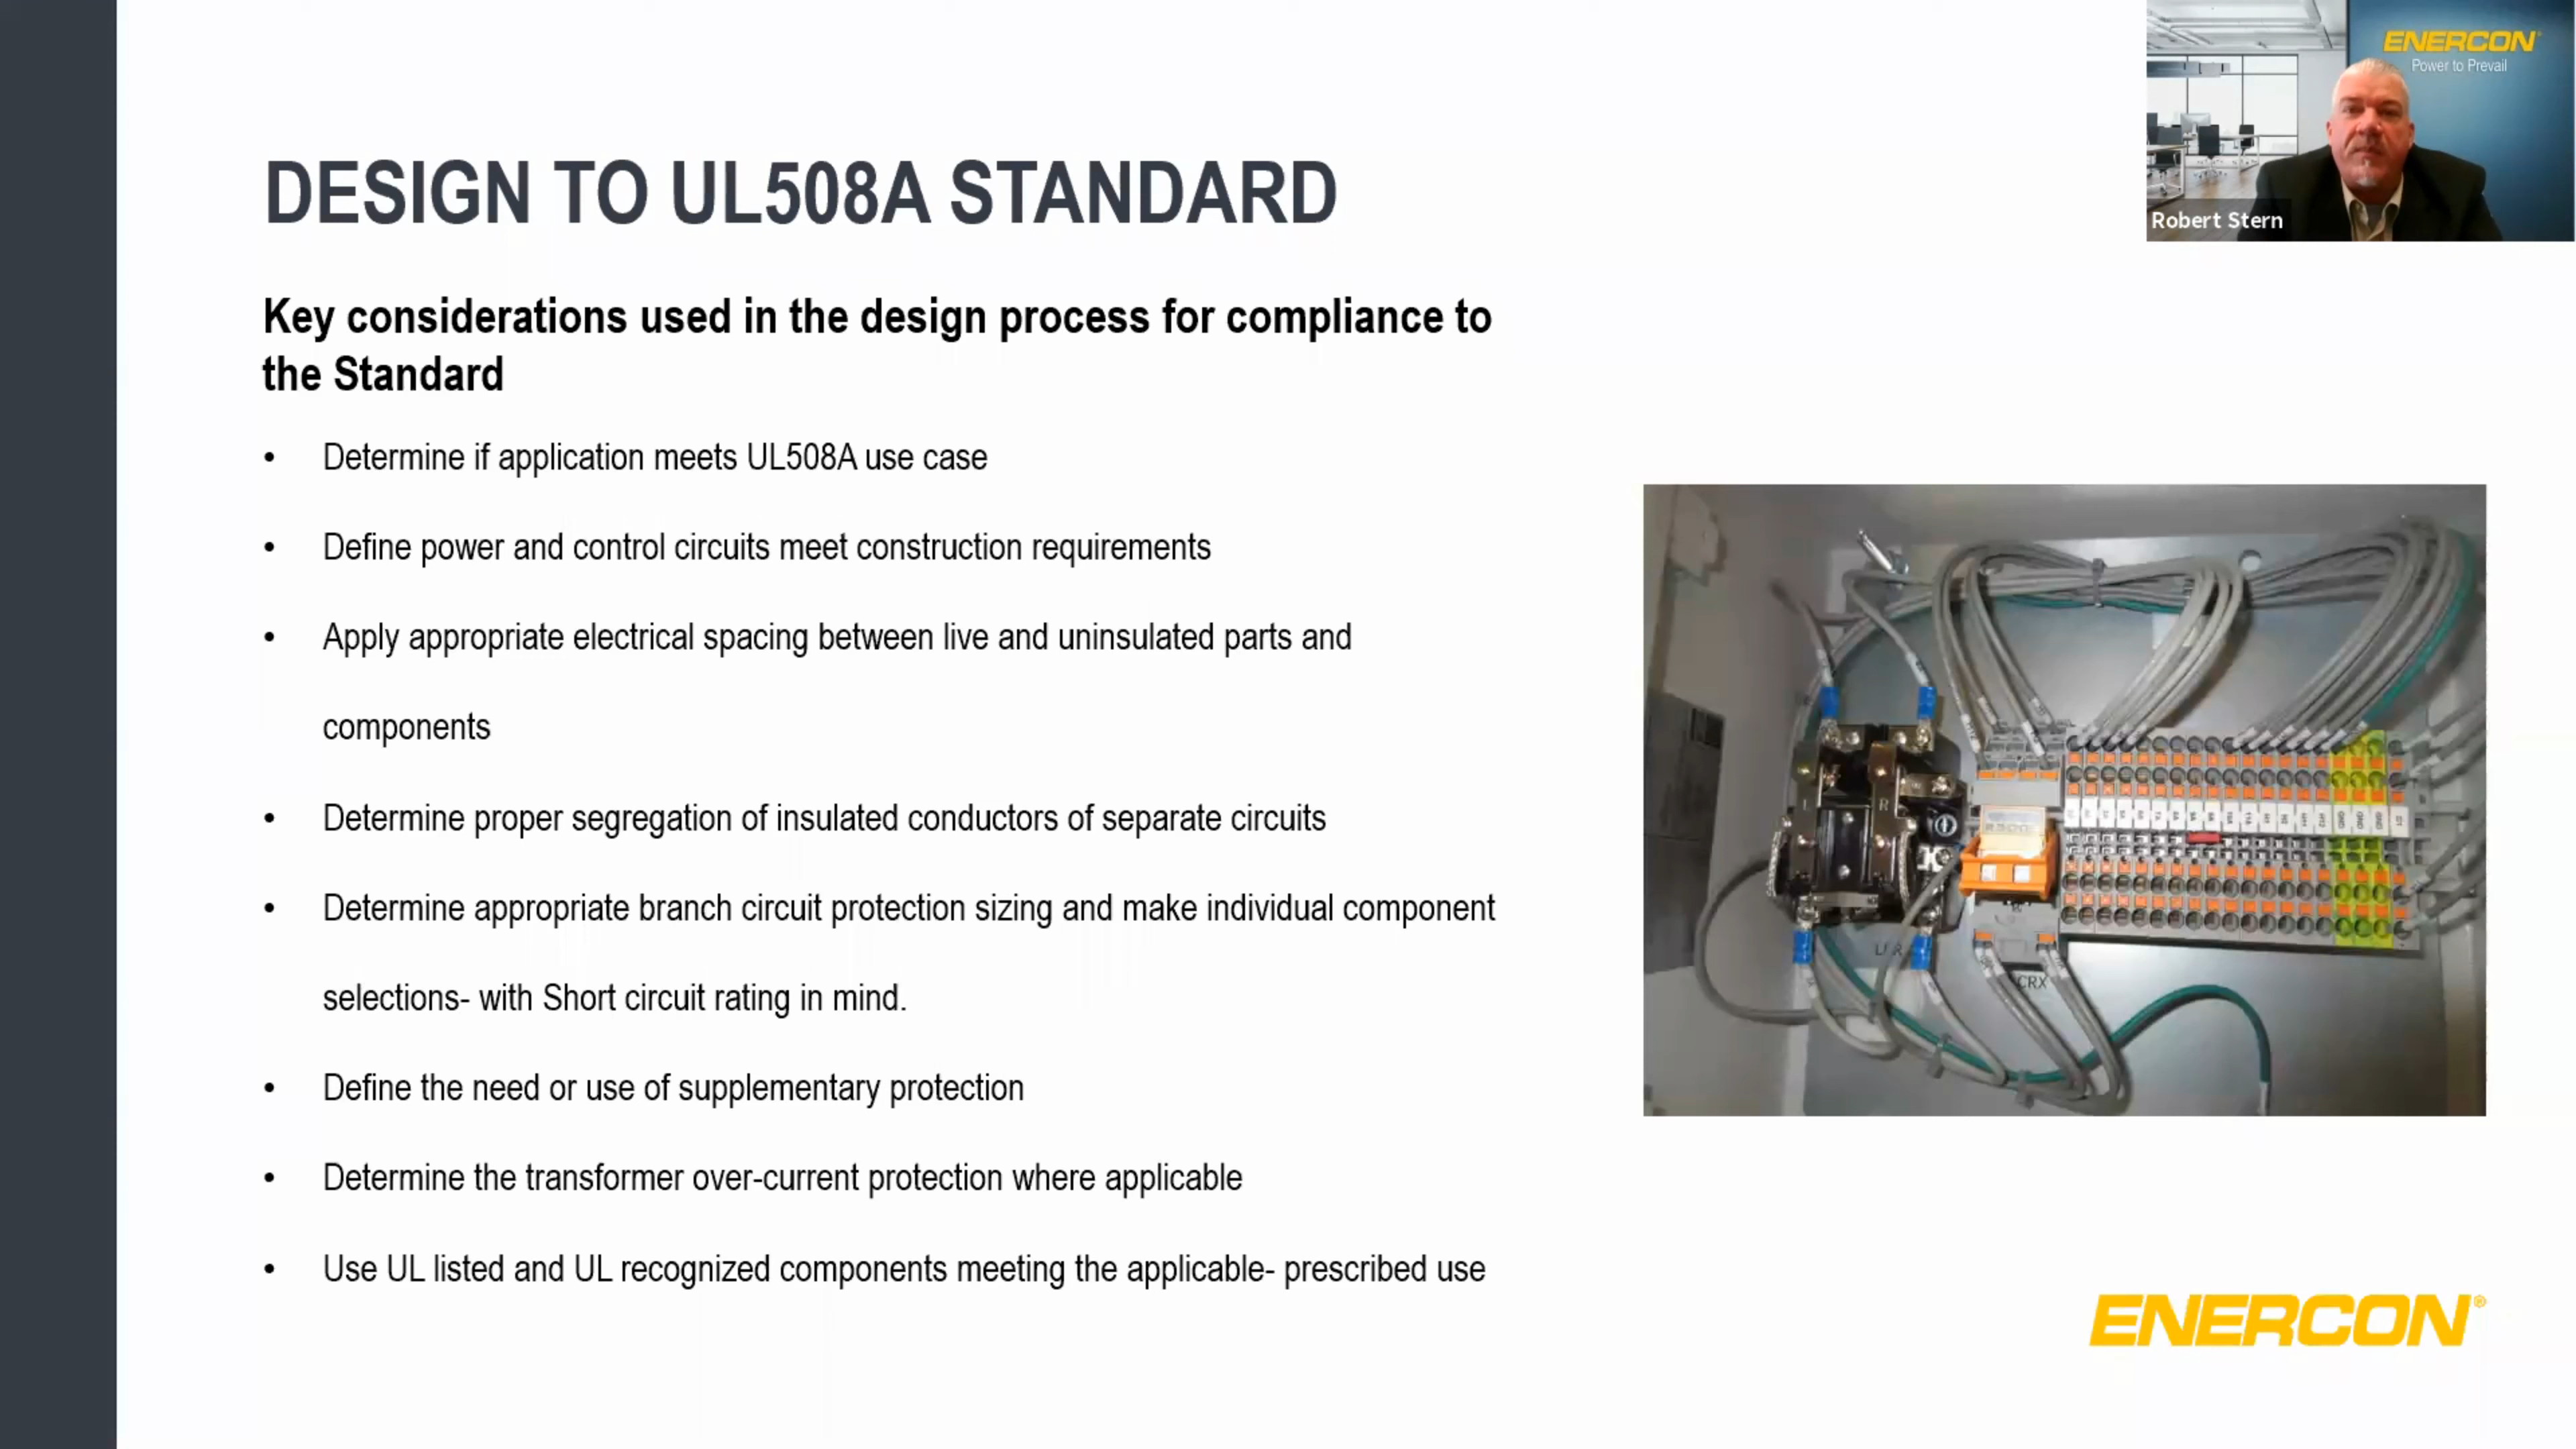 ENERCON®
Power to Prevail
Robert Stern
DESIGN TO UL508A STANDARD
Key considerations used in the design process for compliance to
the Standard
• Determine if application meets UL508A use case
• Define power and control circuits meet construction requirements
• Apply appropriate electrical spacing between live and uninsulated parts and
components
• Determine proper segregation of insulated conductors of separate circuits
• Determine appropriate branch circuit protection sizing and make individual component
selections- with Short circuit rating in mind.
• Define the need or use of supplementary protection
• Determine the transformer over-current protection where applicable
• Use UL listed and UL recognized components meeting the applicable- prescribed use
L
R
GND
GND
GND
CRX
ENERCON®